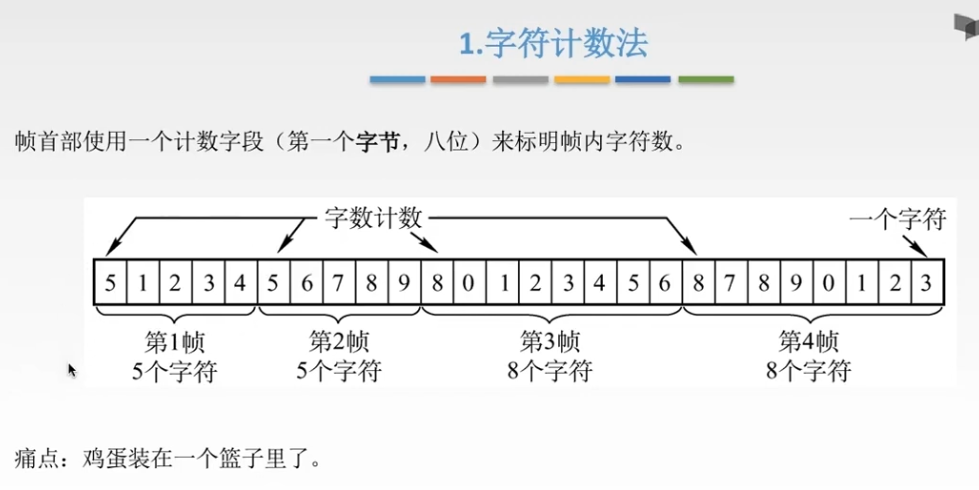 1.字符计数法
帧首部使用一个计数字段（第一个字节，八位）来标明帧内字符数。
字数计数 一个字符
5 1 2 3 4 5 6 7 8 9 8 0 1 2 3 4 5 6 8 7 8 9 0 1 2 3
第1帧 第2帧 第3帧 第4帧
5个字符 5个字符 8个字符 8个字符
痛点：鸡蛋装在一个篮子里了。